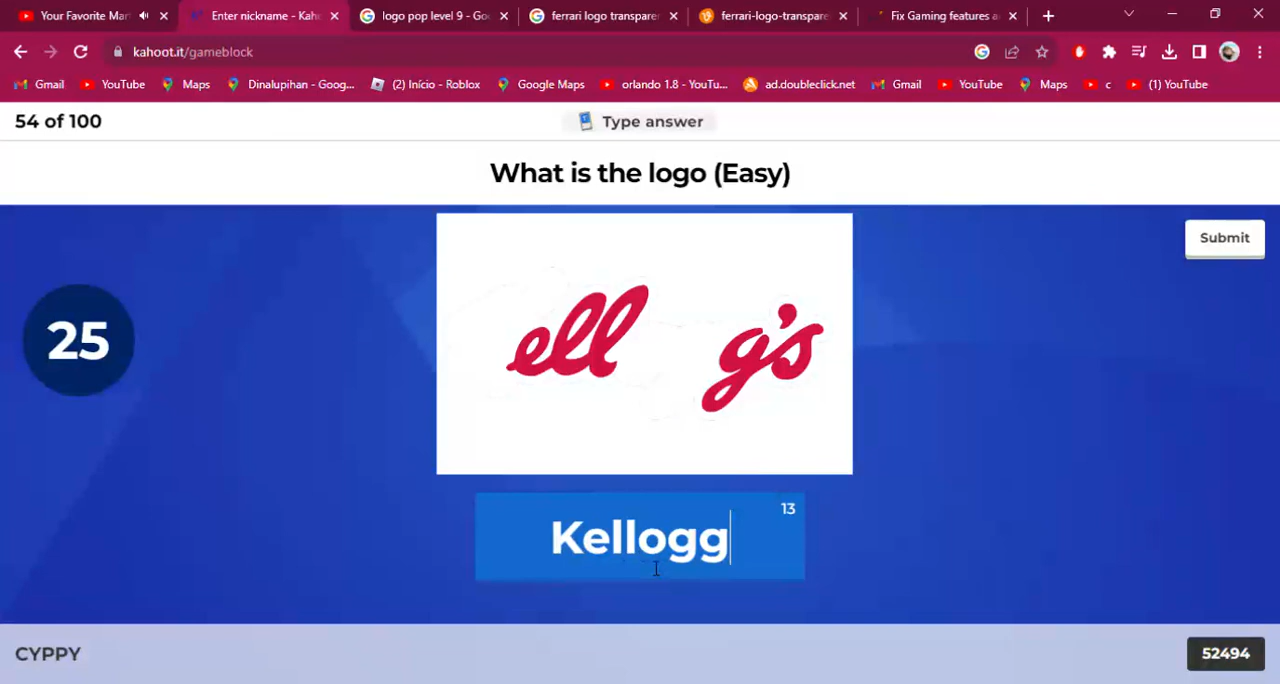 Your Favorite Mar
Enter nickname - Kah
logo pop level 9 - Go
ferrari logo transparen
ferrari-logo-transpare
Fix Gaming features a
kahoot.it/gameblock
Gmail
YouTube
Maps
Dinalupihan - Goog...
(2) Início - Roblox
Google Maps
orlando 1.8 - YouTu...
ad.doubleclick.net
Gmail
YouTube
Maps
c
(1) YouTube
54 of 100
Type answer
What is the logo (Easy)
Submit
25
ell g's
13
Kellogg
CYPPY
52494